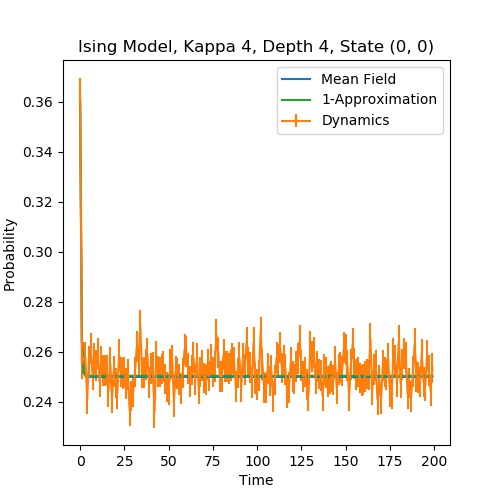 Ising Model, Kappa 4, Depth 4, State (0, 0)
Mean Field
1-Approximation
Dynamics
Probability
0.36
0.34
0.32
0.30
0.28
0.26
0.24
0 25 50 75 100 125 150 175 200
Time